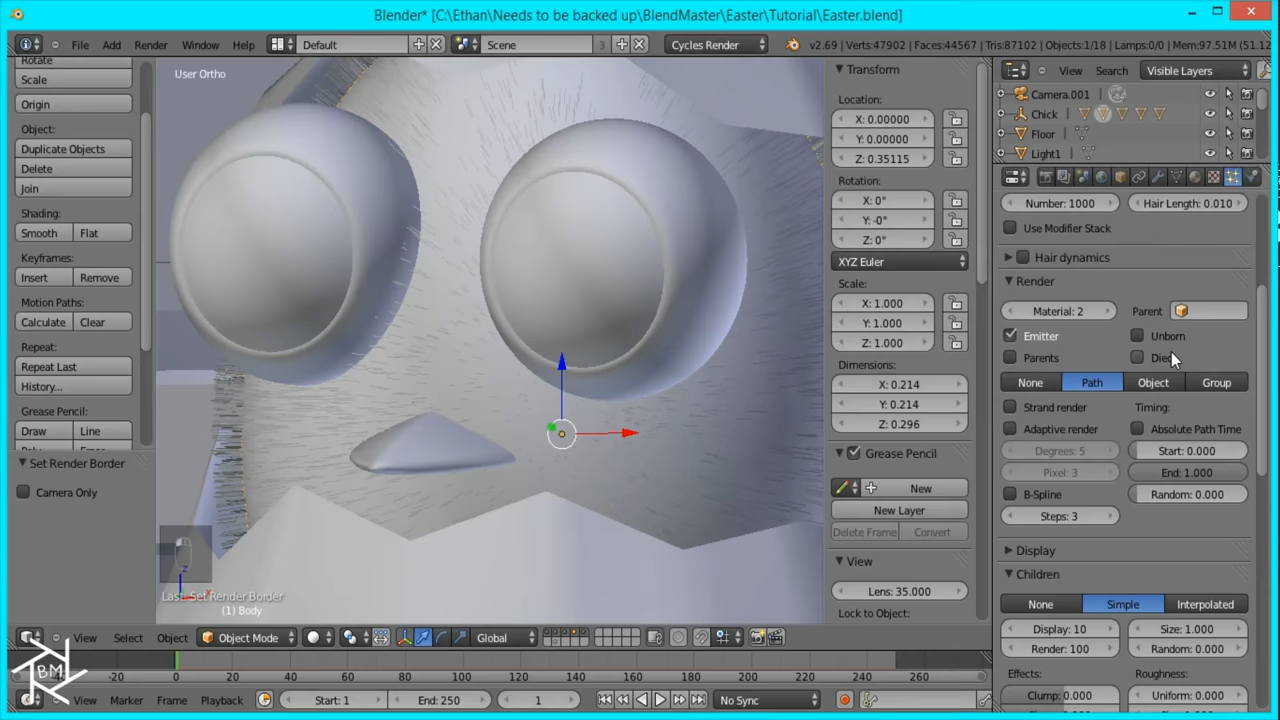 Blender* [C:\Ethan\Needs to be backed up\BlendMaster\Easter\Tutorial\Easter.blend]
File Add Render Window Help Default Scene 3 Cycles Render v2.69 | Verts:47902 | Faces:44567 | Tris:87102 | Objects:1/18 | Lamps:0/0 | Mem:97.51M (51.12
Rotate
Scale
Origin
Object:
Duplicate Objects
Delete
Join
Shading:
Smooth Flat
Keyframes:
Insert Remove
Motion Paths:
Calculate Clear
Repeat:
Repeat Last
History...
Grease Pencil:
Draw Line
Set Render Border
Camera Only
User Ortho
z
Last: Set Render Border
(1) Body
Transform
Location:
X: 0.00000
Y: 0.00000
Z: 0.35115
Rotation:
X: 0°
Y: -0°
Z: 0°
XYZ Euler
Scale:
X: 1.000
Y: 1.000
Z: 1.000
Dimensions:
X: 0.214
Y: 0.214
Z: 0.296
Grease Pencil
New
New Layer
Delete Frame Convert
View
Lens: 35.000
Lock to Object:
View Search Visible Layers
Camera.001
Chick
Floor
Light1
Number: 1000 Hair Length: 0.010
Use Modifier Stack
Hair dynamics
Render
Material: 2 Parent
Emitter Unborn
Parents Died
None Path Object Group
Strand render Timing:
Adaptive render Absolute Path Time
Degrees: 5 Start: 0.000
Pixel: 3 End: 1.000
B-Spline Random: 0.000
Steps: 3
Display
Children
None Simple Interpolated
Display: 10 Size: 1.000
Render: 100 Random: 0.000
Effects: Roughness:
Clump: 0.000 Uniform: 0.000
View Select Object Object Mode Global
-20 0 20 40 60 80 100 120 140 160 180 200 220 240 260
View Marker Frame Playback Start: 1 End: 250 1 No Sync
BM